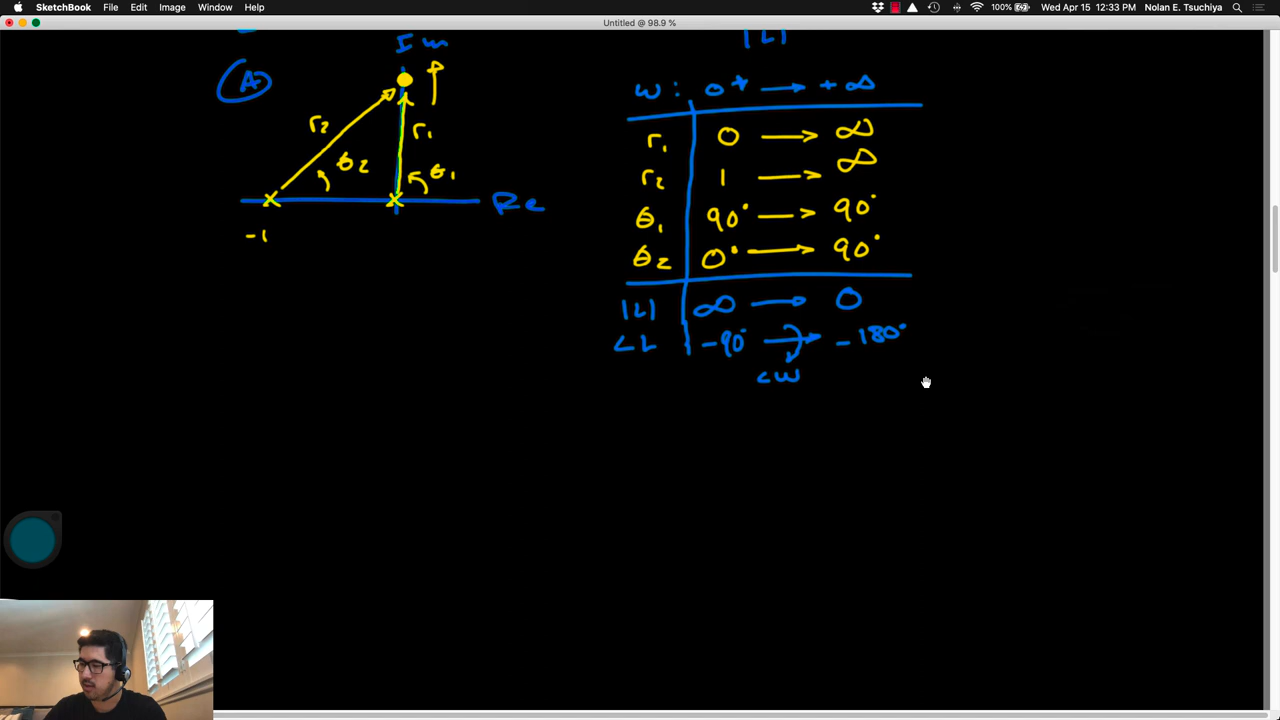 SketchBook File Edit Image Window Help 100% Wed Apr 15 12:33 PM Nolan E. Tsuchiya
Untitled @ 98.9 %
Im
A
r2
r1
θ2
θ1
Re
-1
|L|
ω: 0+ → +∞
r1 0 → ∞
r2 1 → ∞
θ1 90° → 90°
θ2 0° → 90°
|L| ∞ → 0
∠L -90° → -180°
CW